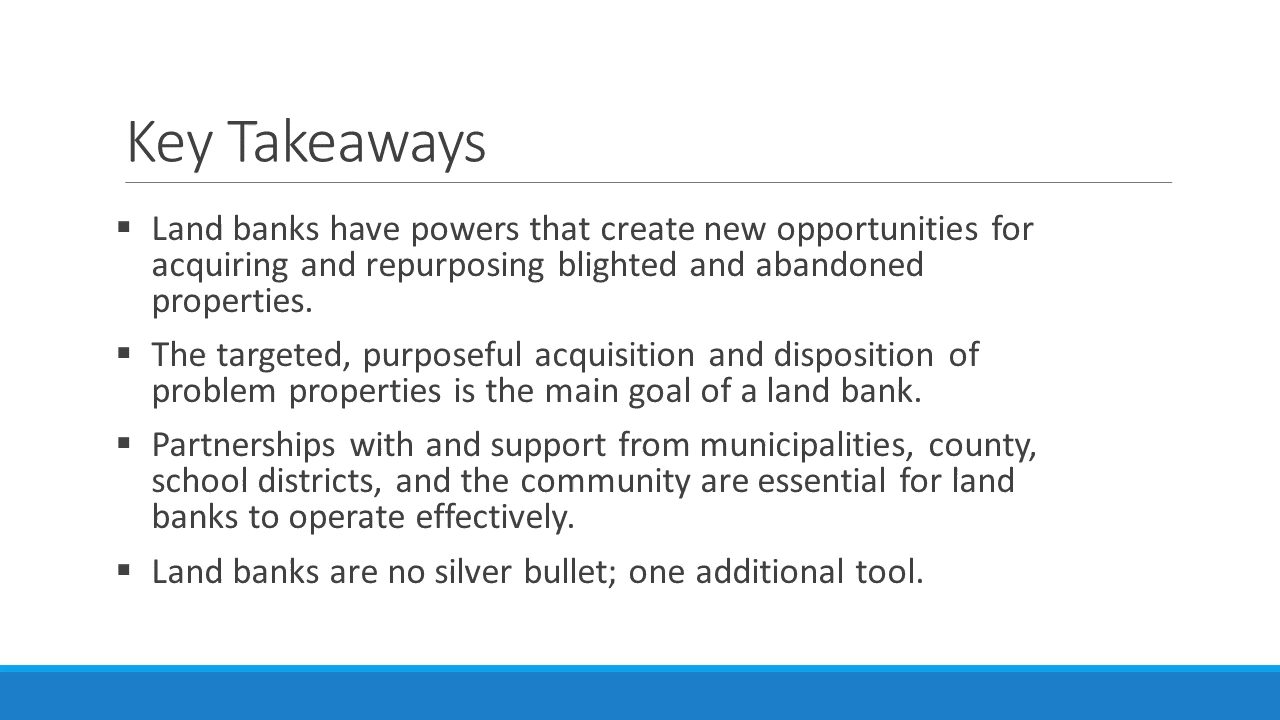 Key Takeaways
▪ Land banks have powers that create new opportunities for
acquiring and repurposing blighted and abandoned
properties.
▪ The targeted, purposeful acquisition and disposition of
problem properties is the main goal of a land bank.
▪ Partnerships with and support from municipalities, county,
school districts, and the community are essential for land
banks to operate effectively.
▪ Land banks are no silver bullet; one additional tool.